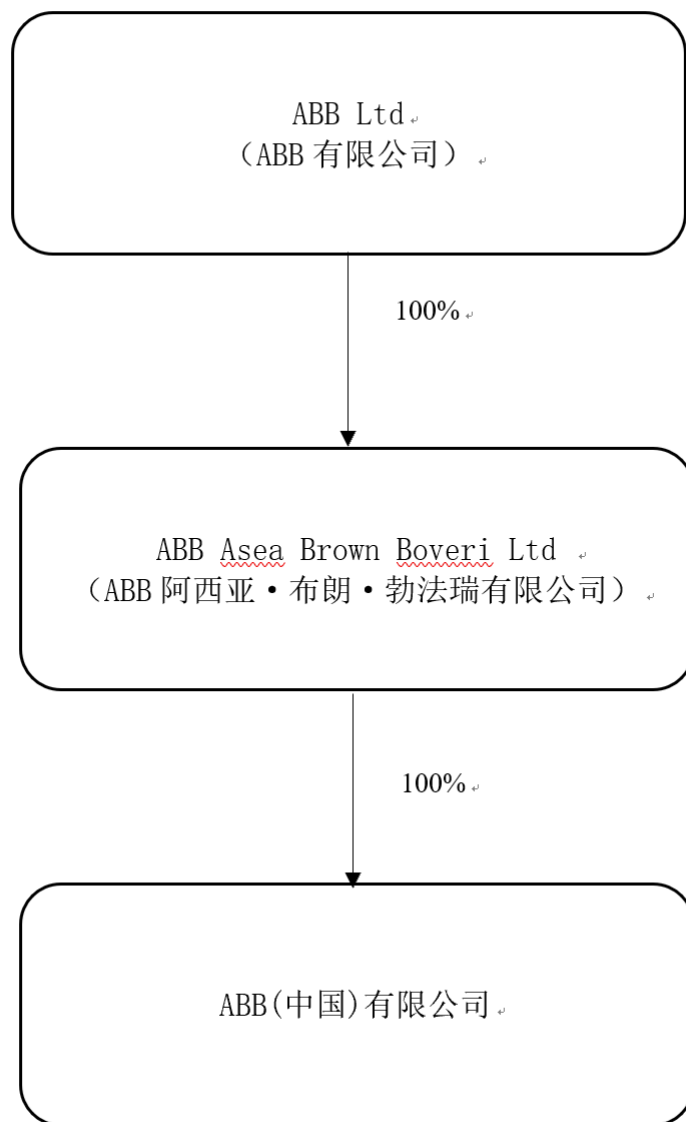 ABB Ltd
（ABB 有限公司）
100%
ABB Asea Brown Boveri Ltd
（ABB 阿西亚·布朗·勃法瑞有限公司）
100%
ABB(中国)有限公司